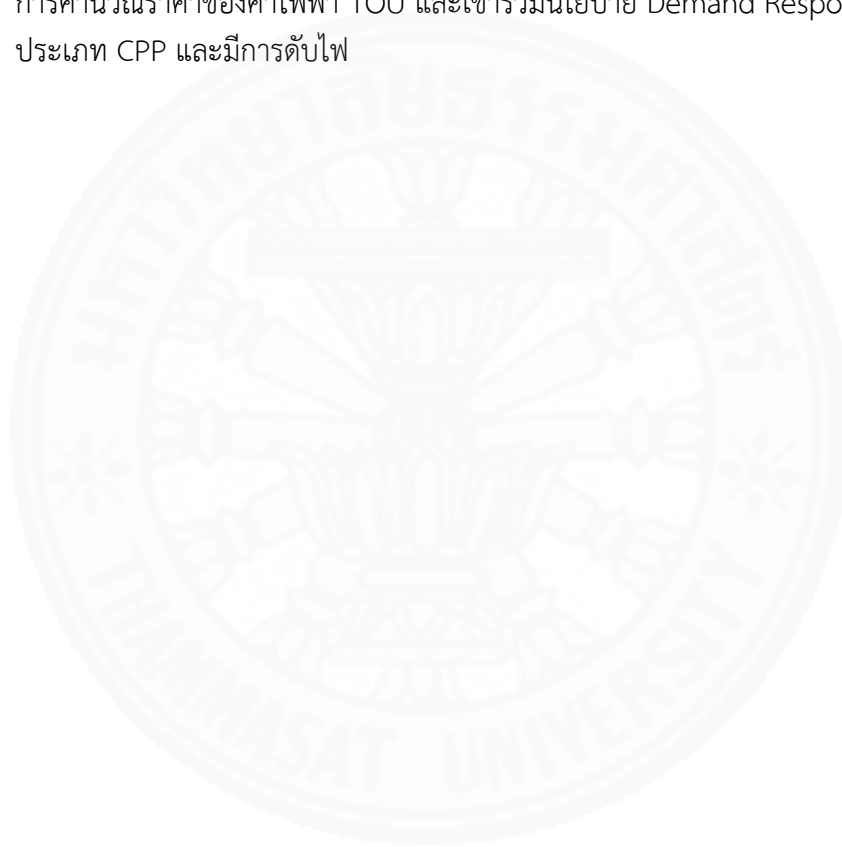 การคำนวณราคาของค่าไฟฟ้า TOU และเข้าร่วมนโยบาย Demand Respo
ประเภท CPP และมีการดับไฟ
มหาวิทยาลัยธรรมศาสตร์
THAMMASAT UNIVERSITY